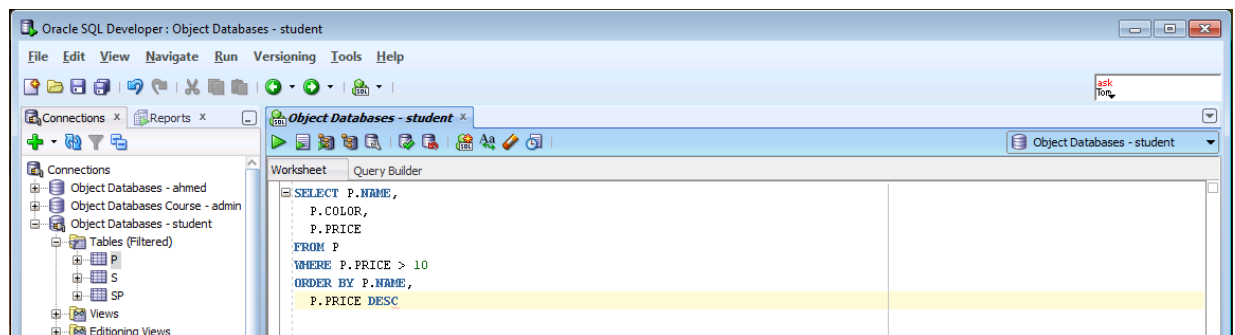 Oracle SQL Developer : Object Databases - student
File Edit View Navigate Run Versioning Tools Help
ask
Tom
Connections x Reports x
Object Databases - student x
Object Databases - student
Worksheet Query Builder
Connections
Object Databases - ahmed
Object Databases Course - admin
Object Databases - student
Tables (Filtered)
P
S
SP
Views
Editioning Views
SELECT P.NAME,
P.COLOR,
P.PRICE
FROM P
WHERE P.PRICE > 10
ORDER BY P.NAME,
P.PRICE DESC